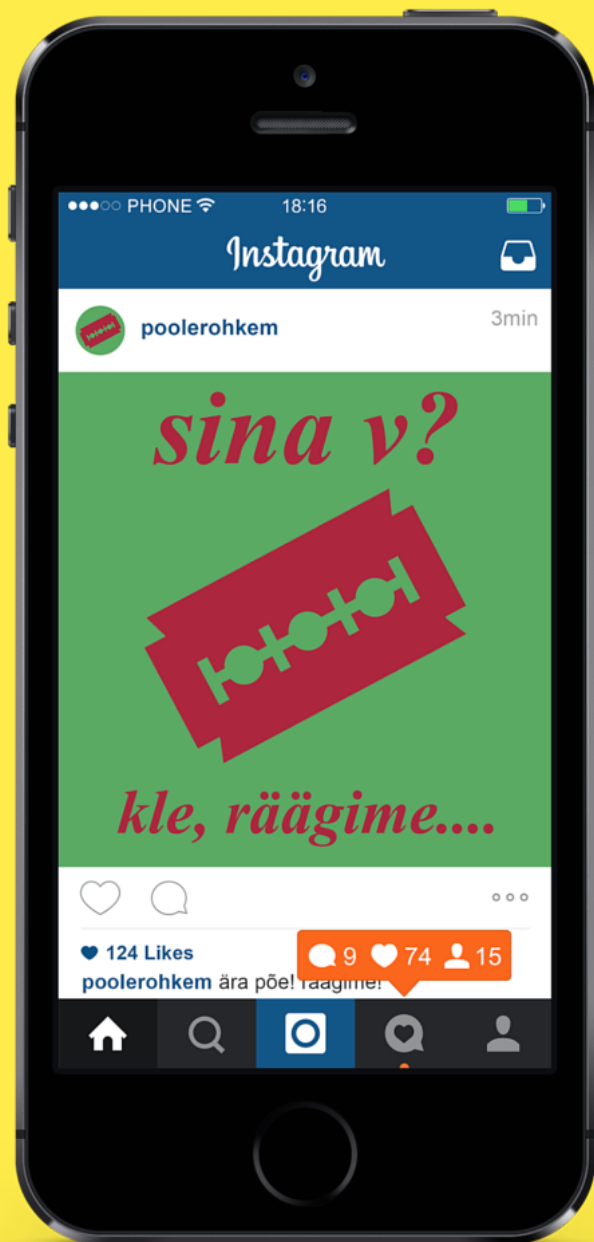 PHONE 18:16
Instagram
poolerohkem 3min
sina v?
kle, räägime....
124 Likes
9 74 15
poolerohkem ära põe! räägime!